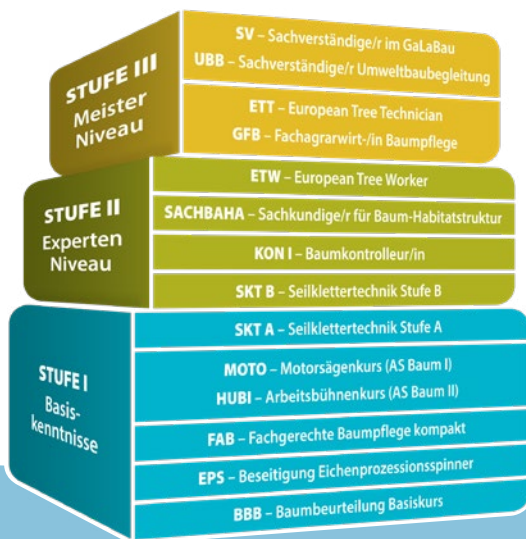 STUFE III
Meister
Niveau
SV – Sachverständige/r im GaLaBau
UBB – Sachverständige/r Umweltbaubegleitung
ETT – European Tree Technician
GFB – Fachagrarwirt-/in Baumpflege
STUFE II
Experten
Niveau
ETW – European Tree Worker
SACHBAHA – Sachkundige/r für Baum-Habitatstruktur
KON I – Baumkontrolleur/in
SKT B – Seilklettertechnik Stufe B
STUFE I
Basis-
kenntnisse
SKT A – Seilklettertechnik Stufe A
MOTO – Motorsägenkurs (AS Baum I)
HUBI – Arbeitsbühnenkurs (AS Baum II)
FAB – Fachgerechte Baumpflege kompakt
EPS – Beseitigung Eichenprozessionsspinner
BBB – Baumbeurteilung Basiskurs